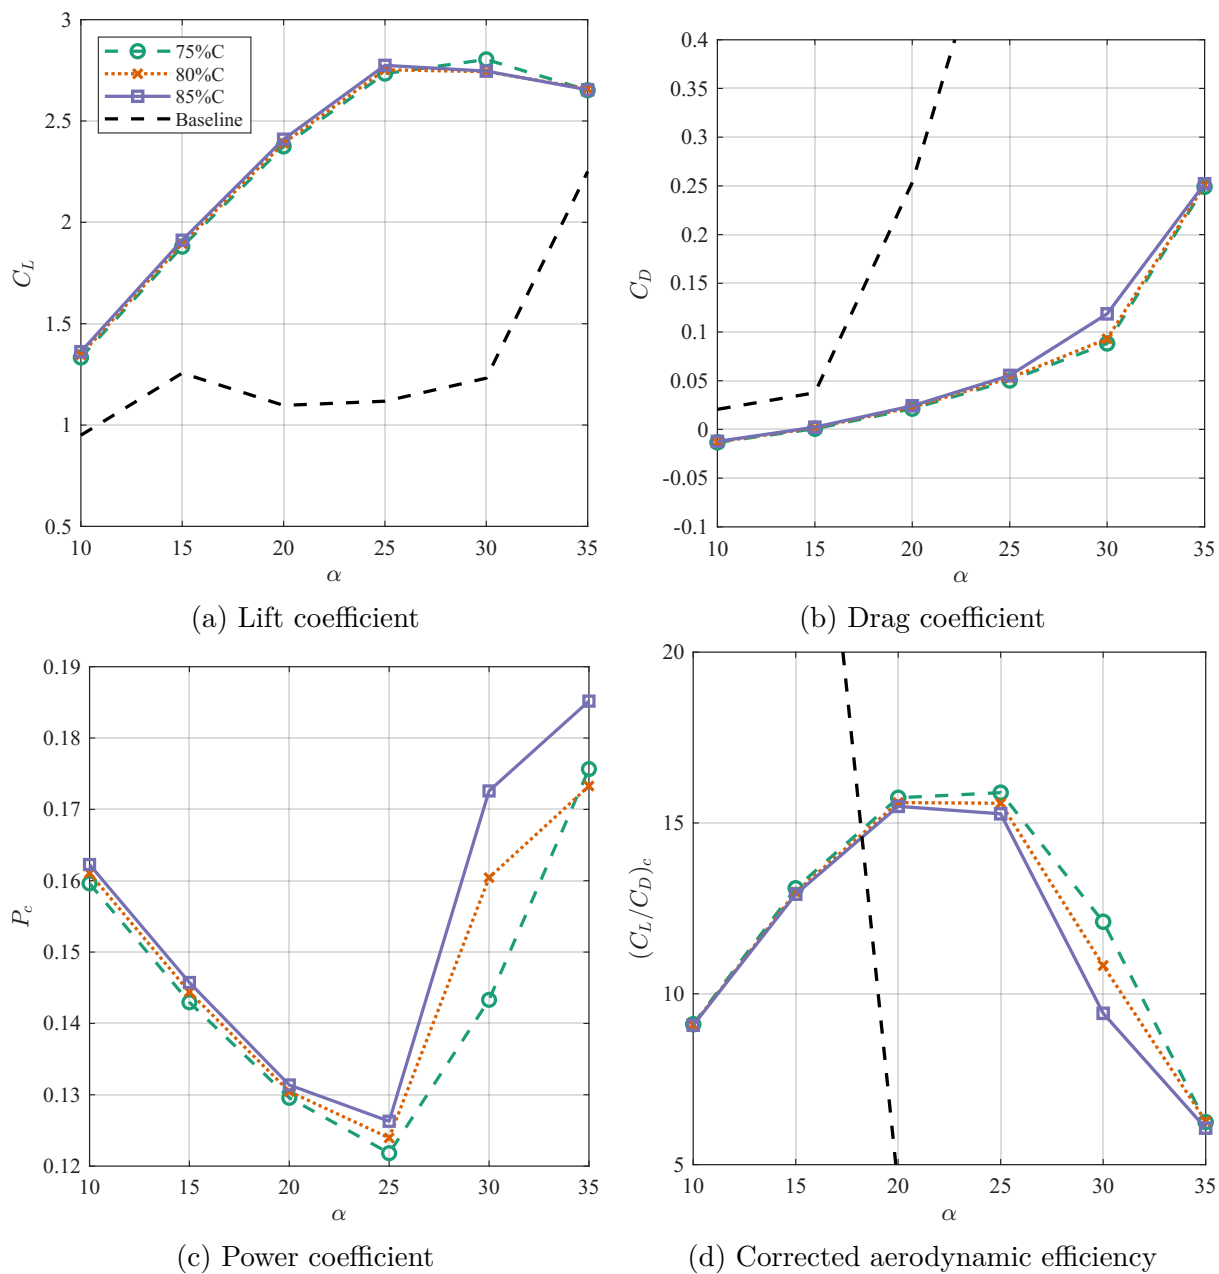 3
2.5
2
1.5
1
0.5
C_L
75%C
80%C
85%C
Baseline
10 15 20 25 30 35
α
(a) Lift coefficient
0.4
0.35
0.3
0.25
0.2
0.15
0.1
0.05
0
-0.05
-0.1
C_D
10 15 20 25 30 35
α
(b) Drag coefficient
0.19
0.18
0.17
0.16
0.15
0.14
0.13
0.12
P_c
10 15 20 25 30 35
α
(c) Power coefficient
20
15
10
5
(C_L/C_D)_c
10 15 20 25 30 35
α
(d) Corrected aerodynamic efficiency